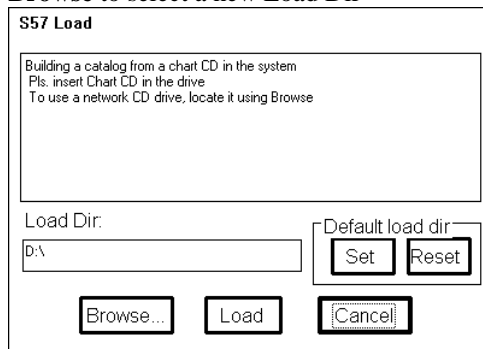 Browse to select a new Load Dir
S57 Load
Building a catalog from a chart CD in the system
Pls. insert Chart CD in the drive
To use a network CD drive, locate it using Browse
Load Dir:
D:\
Default load dir
Set Reset
Browse... Load Cancel